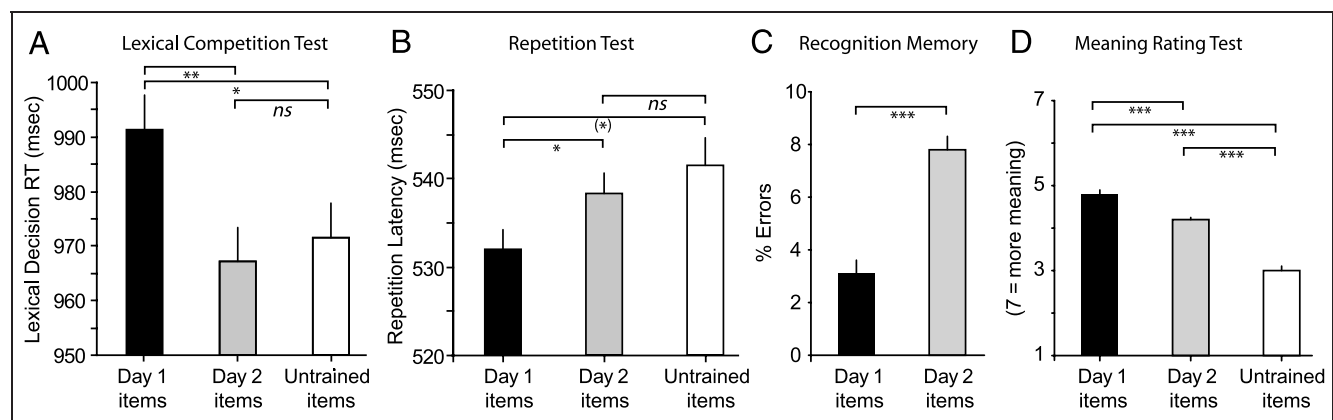 A Lexical Competition Test
Lexical Decision RT (msec)
1000
990
980
970
960
950
**
*
ns
Day 1 items
Day 2 items
Untrained items
B Repetition Test
Repetition Latency (msec)
550
540
530
520
ns
(*)
*
Day 1 items
Day 2 items
Untrained items
C Recognition Memory
% Errors
10
8
6
4
2
0
***
Day 1 items
Day 2 items
D Meaning Rating Test
(7 = more meaning)
7
5
3
1
***
***
***
Day 1 items
Day 2 items
Untrained items